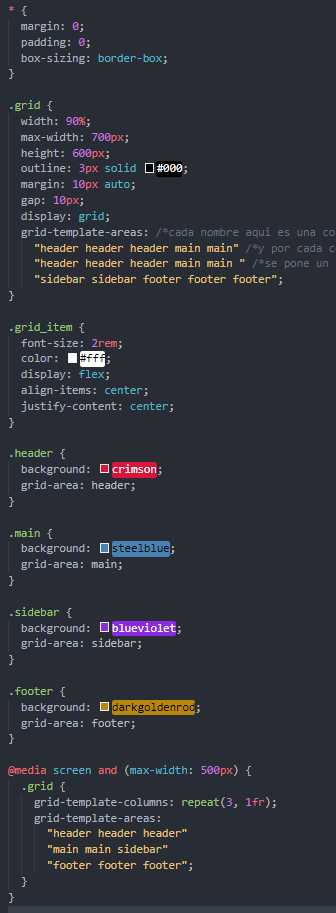 * {
margin: 0;
padding: 0;
box-sizing: border-box;
}
.grid {
width: 90%;
max-width: 700px;
height: 600px;
outline: 3px solid #000;
margin: 10px auto;
gap: 10px;
display: grid;
grid-template-areas: /*cada nombre aqui es una
"header header header main main" /*y por cada
"header header header main main " /*se pone un
"sidebar sidebar footer footer footer";
}
.grid_item {
font-size: 2rem;
color: #fff;
display: flex;
align-items: center;
justify-content: center;
}
.header {
background: crimson;
grid-area: header;
}
.main {
background: steelblue;
grid-area: main;
}
.sidebar {
background: blueviolet;
grid-area: sidebar;
}
.footer {
background: darkgoldenrod;
grid-area: footer;
}
@media screen and (max-width: 500px) {
.grid {
grid-template-columns: repeat(3, 1fr);
grid-template-areas:
"header header header"
"main main sidebar"
"footer footer footer";
}
}